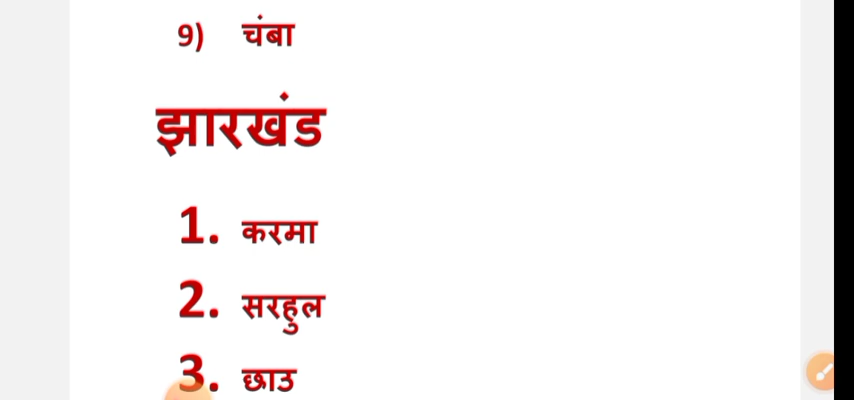 9) चंबा
झारखंड
1. करमा
2. सरहुल
3. छाउ